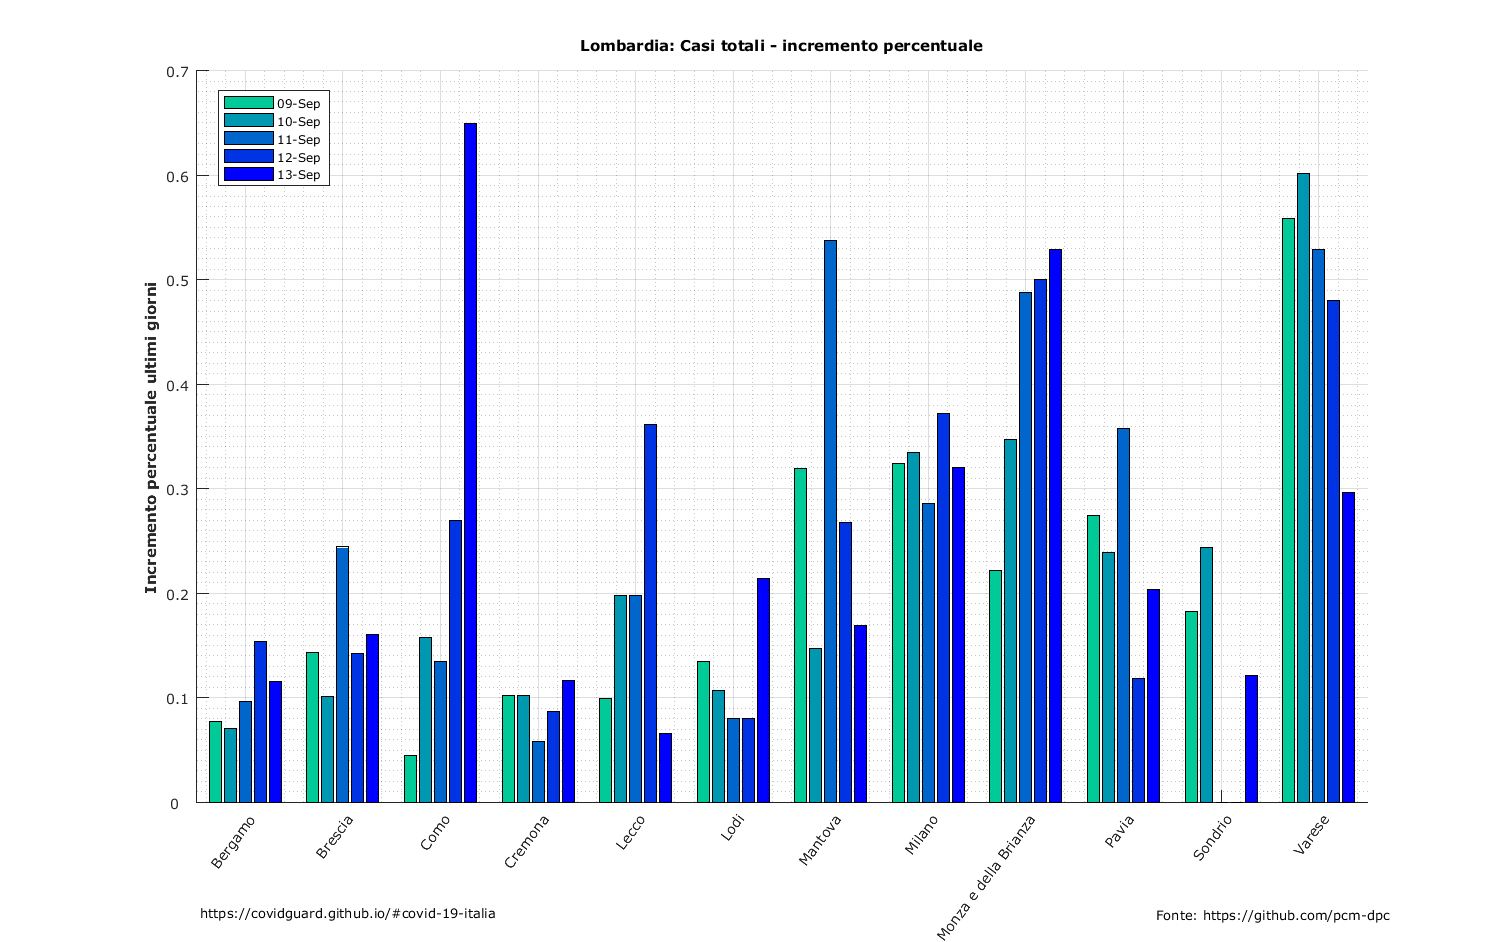 Lombardia: Casi totali - incremento percentuale
0.7
0.6
0.5
0.4
0.3
0.2
0.1
0
Incremento percentuale ultimi giorni
09-Sep
10-Sep
11-Sep
12-Sep
13-Sep
Bergamo
Brescia
Como
Cremona
Lecco
Lodi
Mantova
Milano
Monza e della Brianza
Pavia
Sondrio
Varese
https://covidguard.github.io/#covid-19-italia
Fonte: https://github.com/pcm-dpc